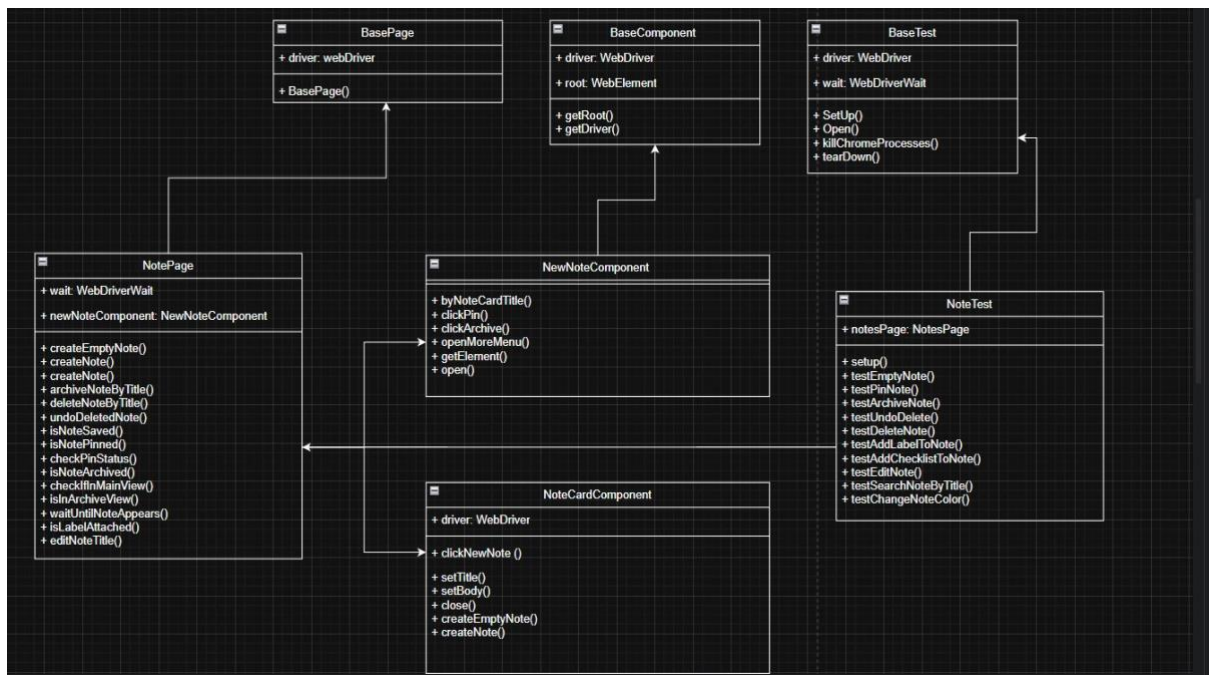 BasePage
+ driver: webDriver
+ BasePage()
BaseComponent
+ driver: WebDriver
+ root: WebElement
+ getRoot()
+ getDriver()
BaseTest
+ driver: WebDriver
+ wait: WebDriverWait
+ SetUp()
+ Open()
+ killChromeProcesses()
+ tearDown()
NotePage
+ wait: WebDriverWait
+ newNoteComponent: NewNoteComponent
+ createEmptyNote()
+ createNote()
+ createNote()
+ archiveNoteByTitle()
+ deleteNoteByTitle()
+ undoDeletedNote()
+ isNoteSaved()
+ isNotePinned()
+ checkPinStatus()
+ isNoteArchived()
+ checkIfInMainView()
+ isInArchiveView()
+ waitUntilNoteAppears()
+ isLabelAttached()
+ editNoteTitle()
NewNoteComponent
+ byNoteCardTitle()
+ clickPin()
+ clickArchive()
+ openMoreMenu()
+ getElement()
+ open()
NoteTest
+ notesPage: NotesPage
+ setup()
+ testEmptyNote()
+ testPinNote()
+ testArchiveNote()
+ testUndoDelete()
+ testDeleteNote()
+ testAddLabelToNote()
+ testAddChecklistToNote()
+ testEditNote()
+ testSearchNoteByTitle()
+ testChangeNoteColor()
NoteCardComponent
+ driver: WebDriver
+ clickNewNote ()
+ setTitle()
+ setBody()
+ close()
+ createEmptyNote()
+ createNote()